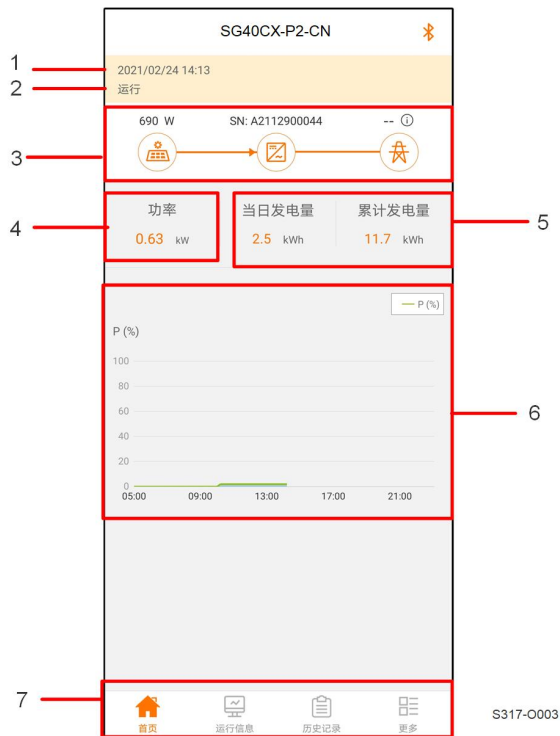 SG40CX-P2-CN
1
2021/02/24 14:13
2
运行
690 W SN: A2112900044 -- i
3
功率 当日发电量 累计发电量
4
5
0.63 kW 2.5 kWh 11.7 kWh
P (%)
P (%)
100
80
60
6
40
20
0
05:00 09:00 13:00 17:00 21:00
7
首页 运行信息 历史记录 更多
S317-O003